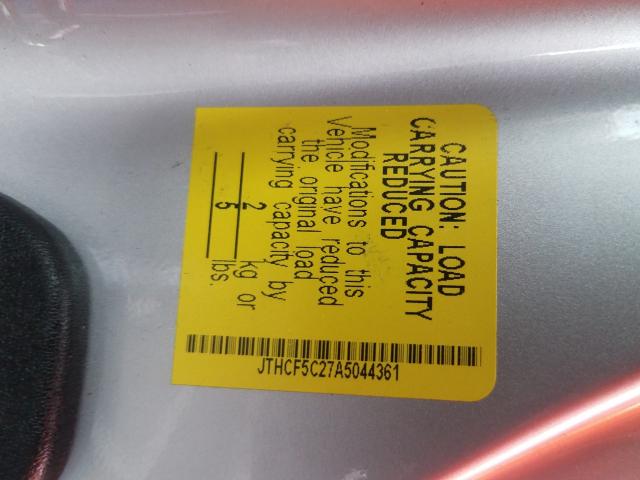 CAUTION: LOAD
CARRYING CAPACITY
REDUCED
Modifications to this
Vehicle have reduced
the original load
carrying capacity by
2 kg or
5 lbs.
JTHCF5C27A5044361